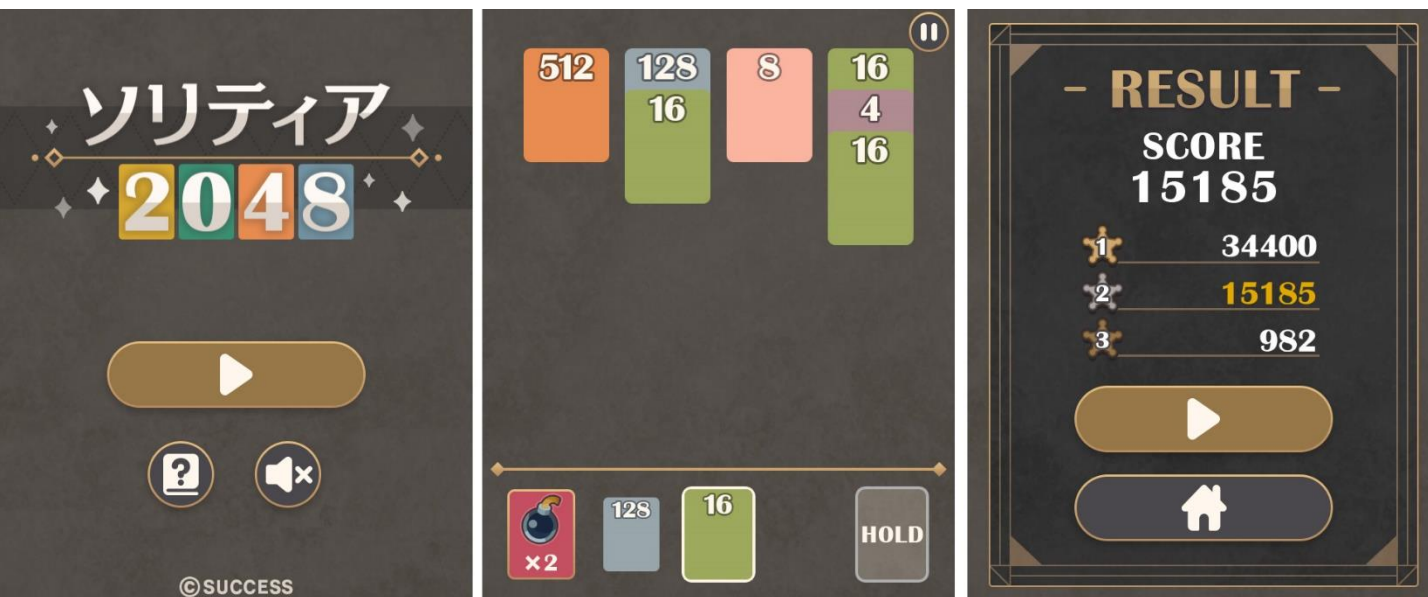 ソリティア
2048
?
©SUCCESS
512 128 8 16
16 4
16
×2
128
16
HOLD
- RESULT -
SCORE
15185
1 34400
2 15185
3 982